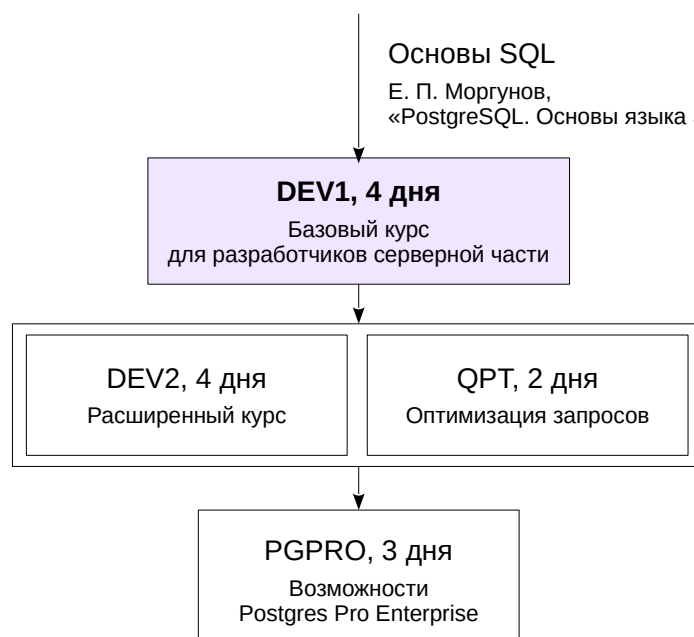 Основы SQL
Е. П. Моргунов,
«PostgreSQL. Основы языка
DEV1, 4 дня
Базовый курс
для разработчиков серверной части
DEV2, 4 дня
Расширенный курс
QPT, 2 дня
Оптимизация запросов
PGPRO, 3 дня
Возможности
Postgres Pro Enterprise